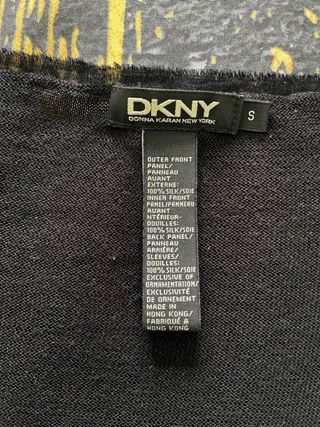 DKNY
DONNA KARAN NEW YORK
S
OUTER FRONT
PANEL/
PANNEAU
AVANT
EXTERNE:
100% SILK/SOIE
INNER FRONT
PANEL/PANNEAU
AVANT
INTÉRIEUR-
DOUILLES:
100% SILK/SOIE
BACK PANEL/
PANNEAU
ARRIÈRE/
SLEEVES/
DOUILLES:
100% SILK/SOIE
EXCLUSIVE OF
ORNAMENTATION/
EXCLUSIVITÉ
DE ORNEMENT
MADE IN
HONG KONG/
FABRIQUÉ À
HONG KONG